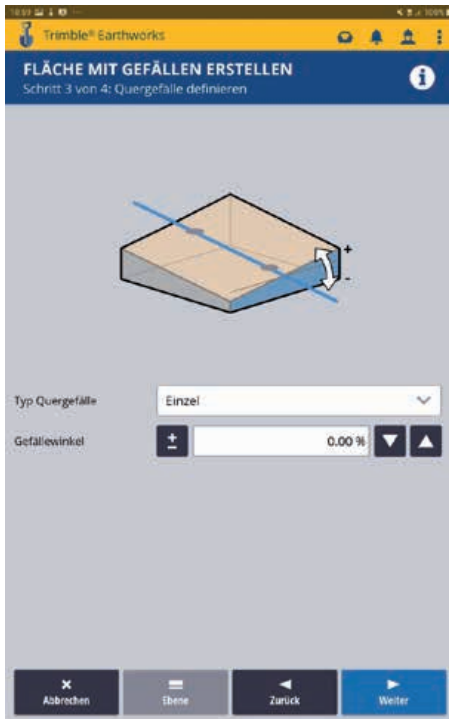 Trimble® Earthworks
FLÄCHE MIT GEFÄLLEN ERSTELLEN
Schritt 3 von 4: Quergefälle definieren
+
-
Typ Quergefälle
Einzel
Gefällewinkel
±
0.00 %
Abbrechen
Ebene
Zurück
Weiter